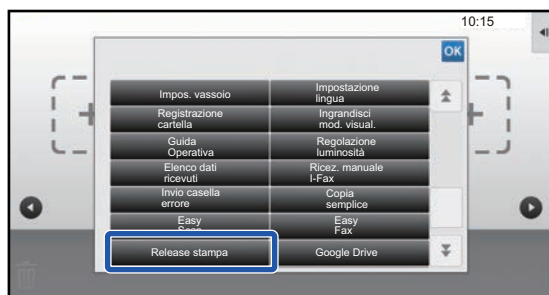 10:15
OK
Impos. vassoio
Impostazione
lingua
Registrazione
cartella
Ingrandisci
mod. visual.
Guida
Operativa
Regolazione
luminosità
Elenco dati
ricevuti
Ricez. manuale
I-Fax
Invio casella
errore
Copia
semplice
Easy
Scan
Easy
Fax
Release stampa
Google Drive